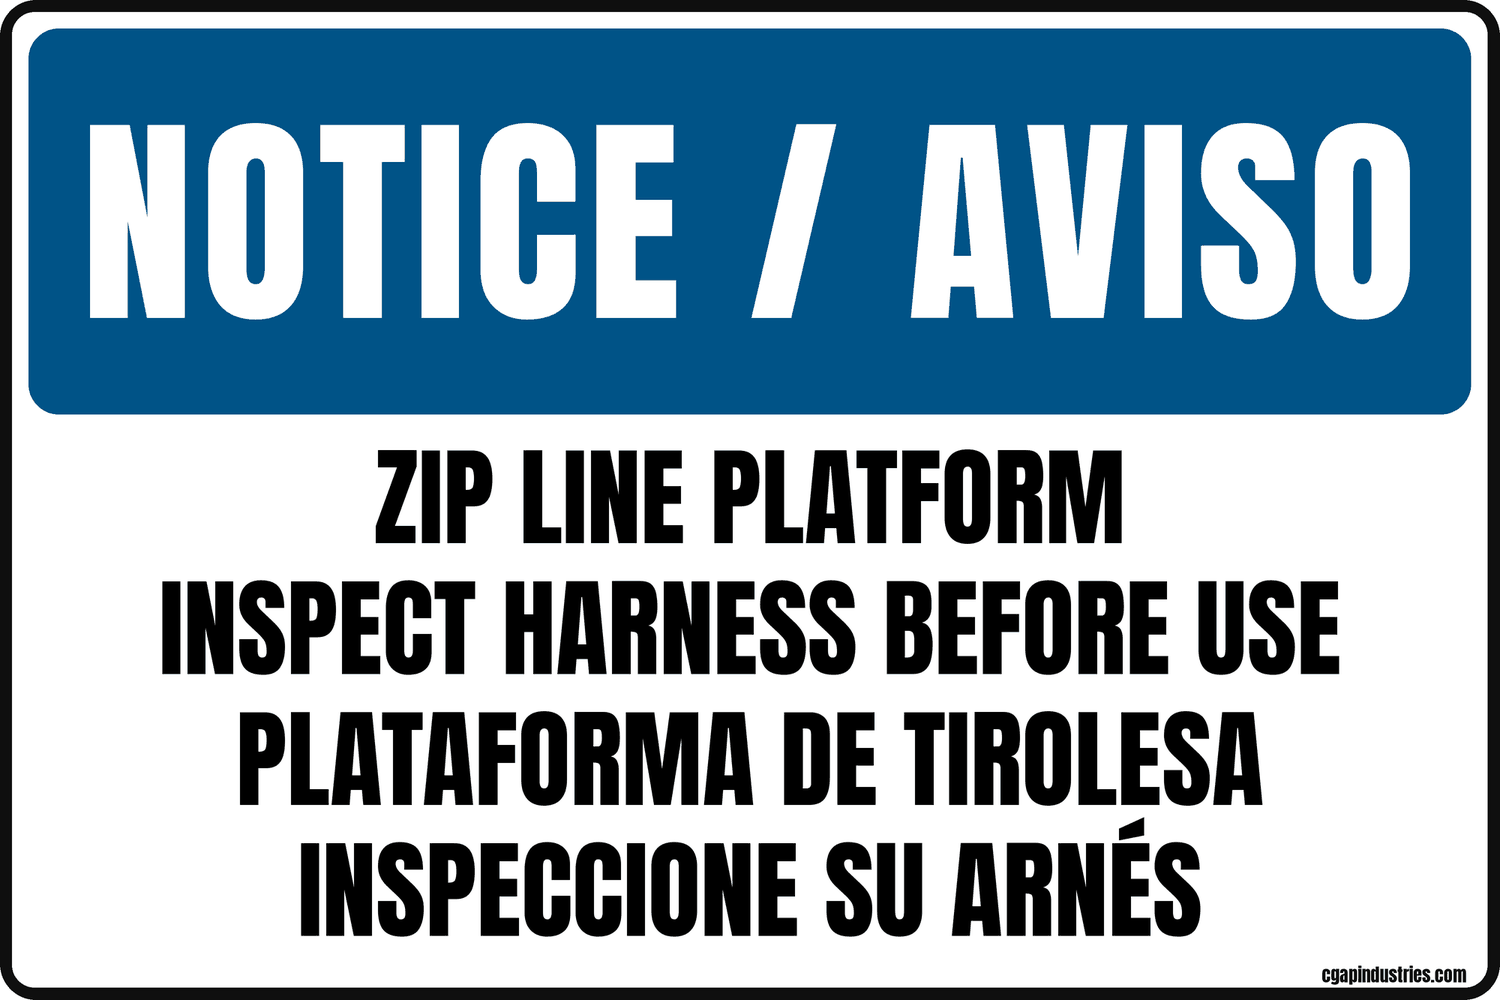 NOTICE / AVISO
ZIP LINE PLATFORM
INSPECT HARNESS BEFORE USE
PLATAFORMA DE TIROLESA
INSPECCIONE SU ARNÉS
cgapindustries.com